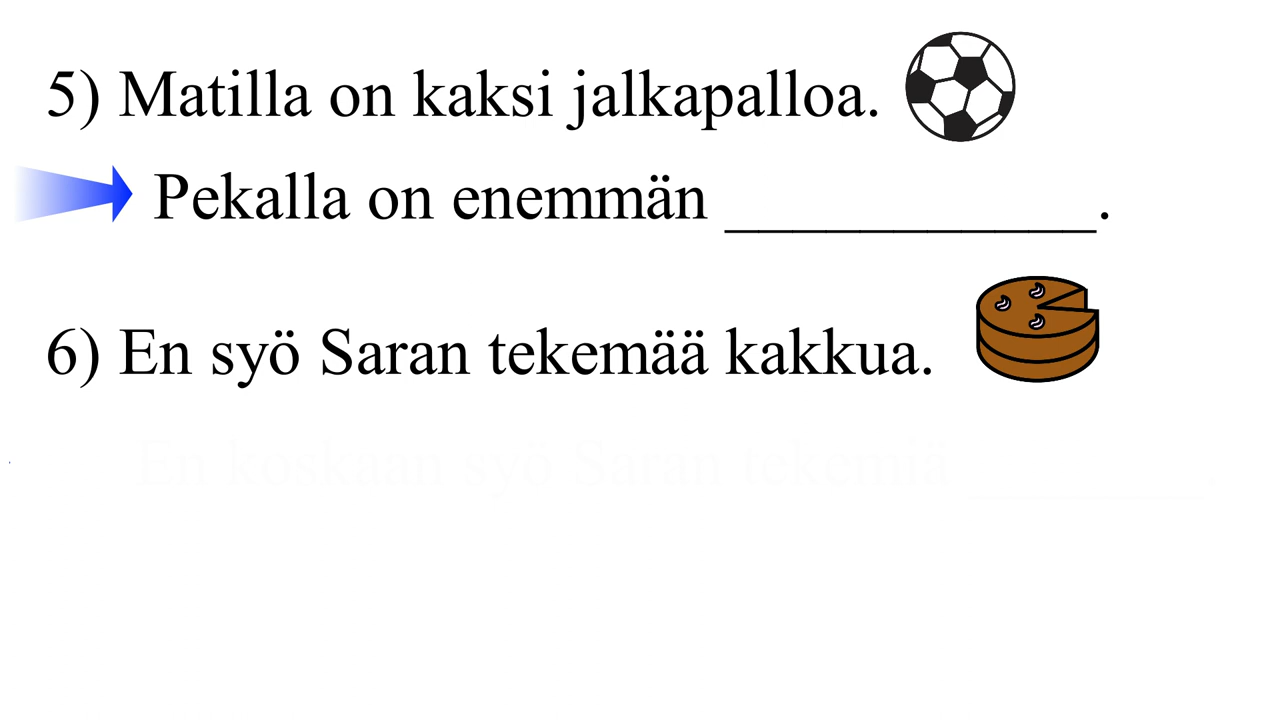 5) Matilla on kaksi jalkapalloa.
Pekalla on enemmän ___________.
6) En syö Saran tekemää kakkua.
En koskaan syö Saran tekemiä _______.